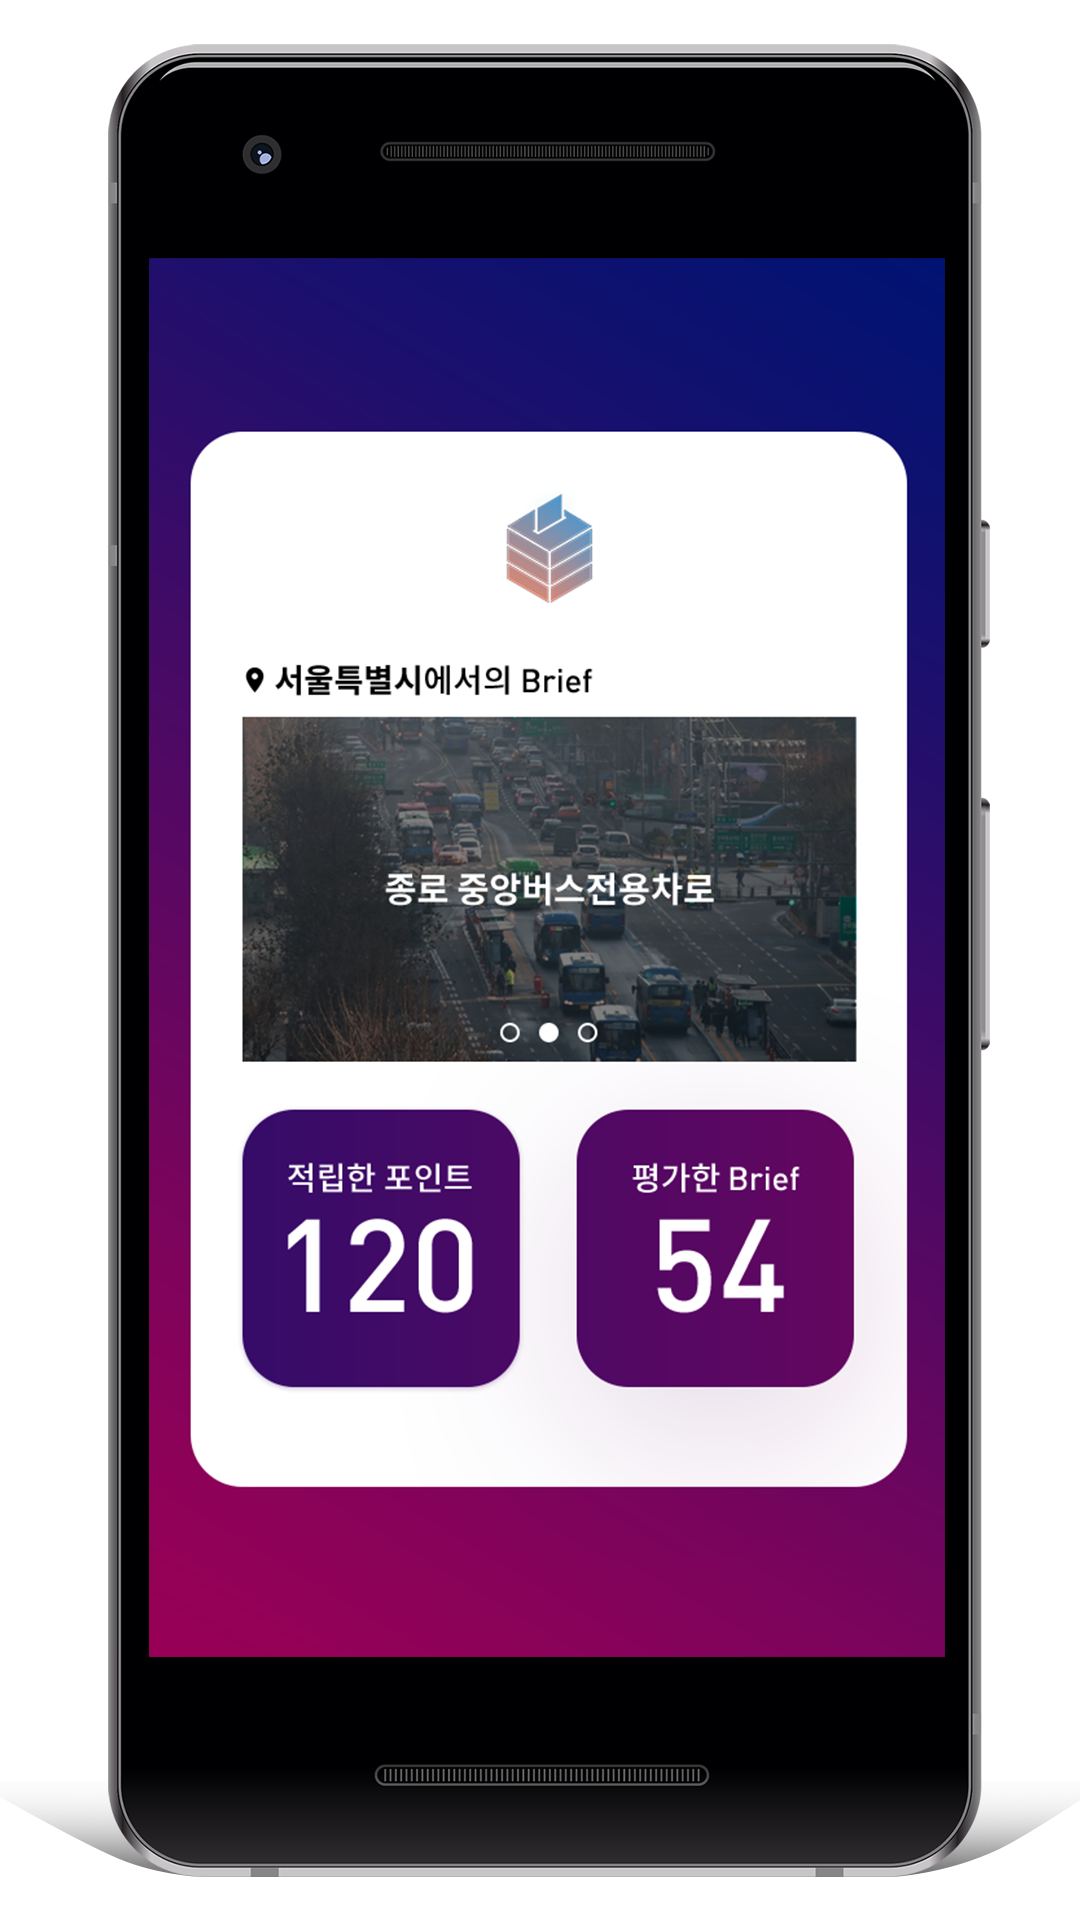 서울특별시에서의 Brief
종로 중앙버스전용차로
적립한 포인트
120
평가한 Brief
54